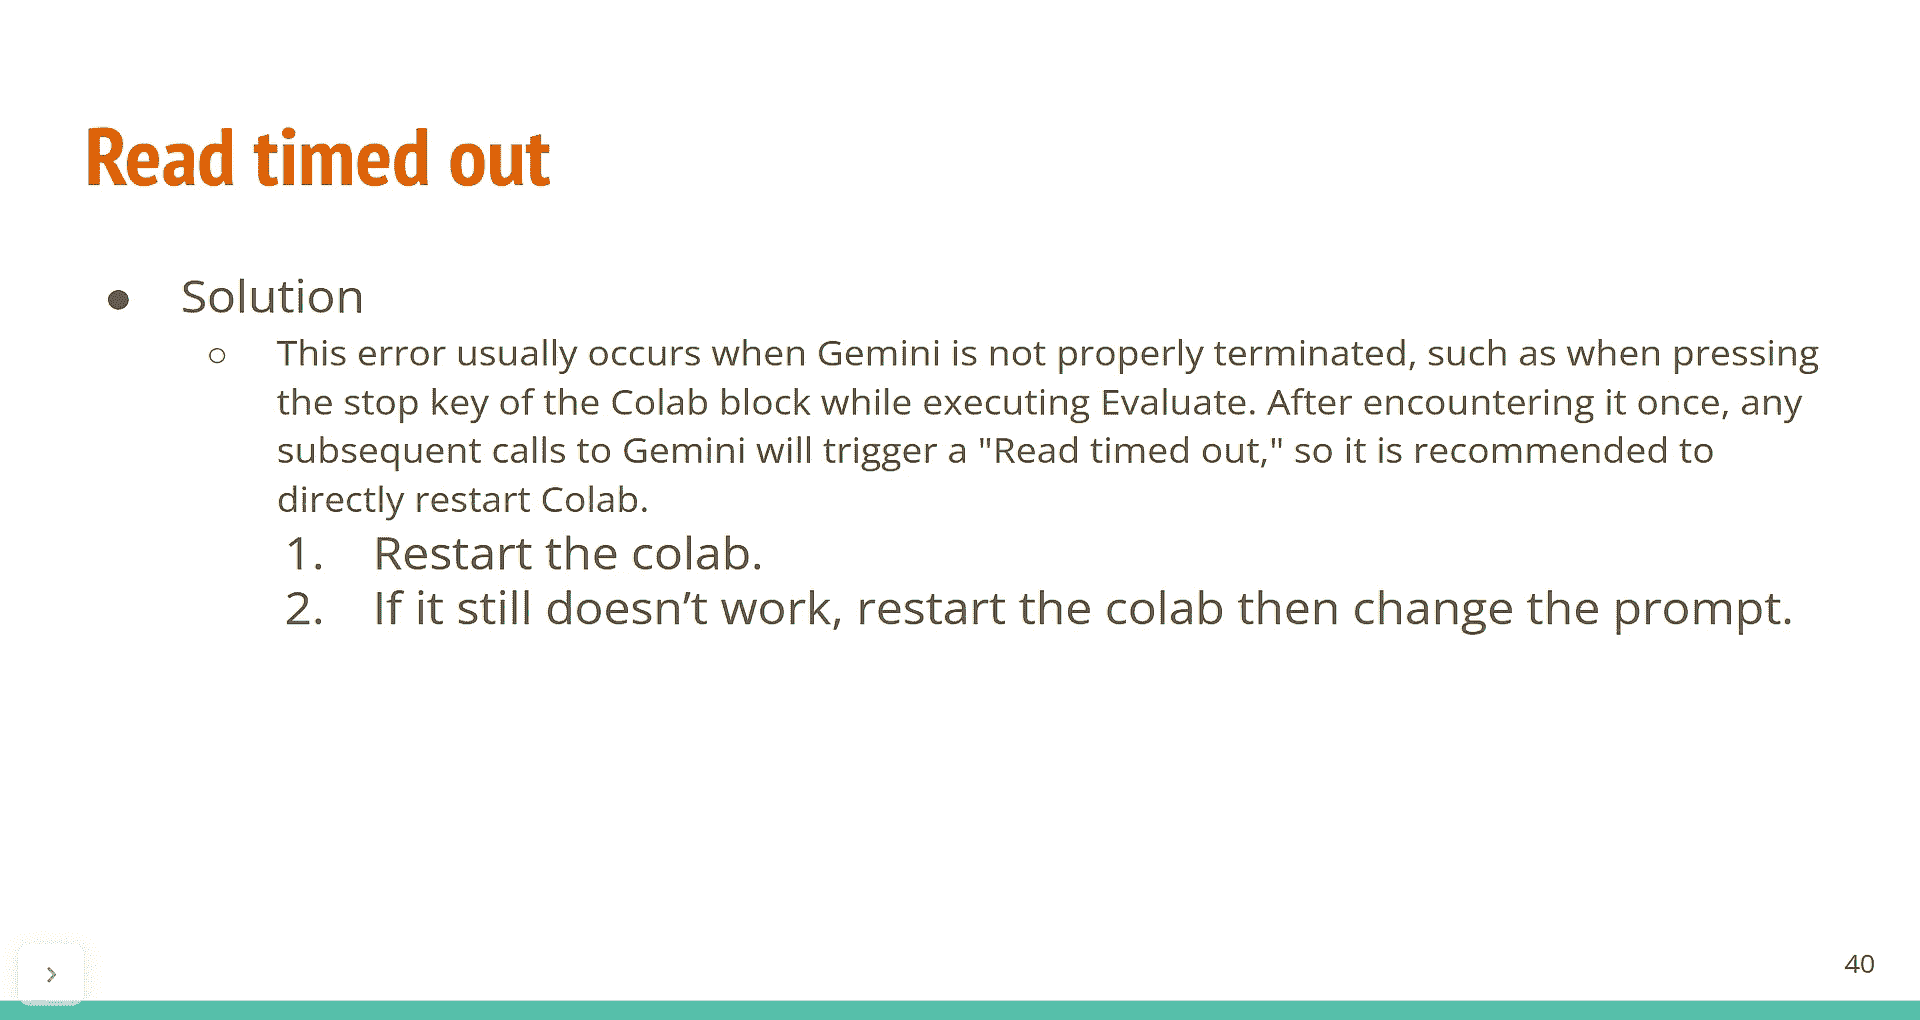 Read timed out
● Solution
○ This error usually occurs when Gemini is not properly terminated, such as when pressing
the stop key of the Colab block while executing Evaluate. After encountering it once, any
subsequent calls to Gemini will trigger a "Read timed out," so it is recommended to
directly restart Colab.
1. Restart the colab.
2. If it still doesn’t work, restart the colab then change the prompt.
40